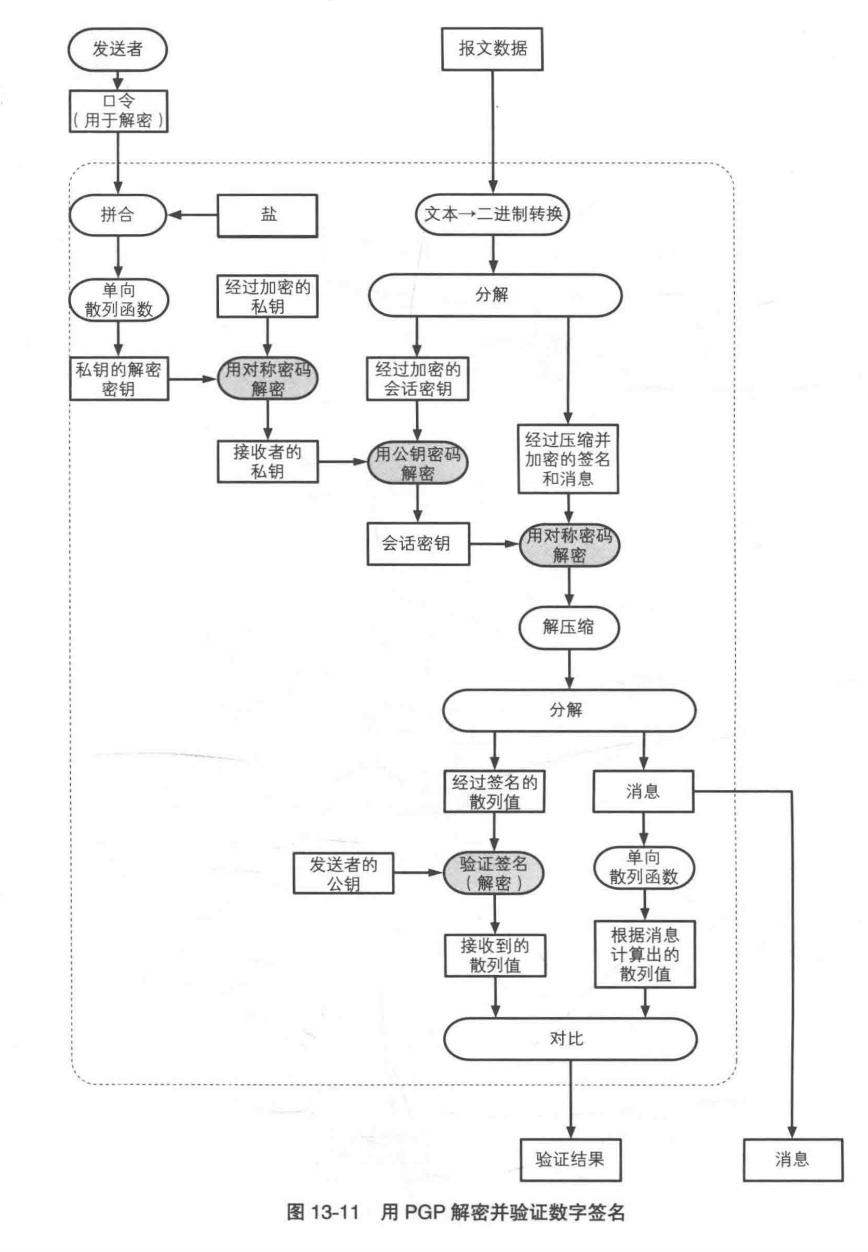 发送者
报文数据
口令
（用于解密）
拼合
盐
文本→二进制转换
单向
散列函数
经过加密的
私钥
分解
私钥的解密
密钥
用对称密码
解密
经过加密的
会话密钥
接收者的
私钥
用公钥密码
解密
经过压缩并
加密的签名
和消息
会话密钥
用对称密码
解密
解压缩
分解
经过签名的
散列值
消息
发送者的
公钥
验证签名
（解密）
单向
散列函数
接收到的
散列值
根据消息
计算出的
散列值
对比
验证结果
消息
图 13-11 用 PGP 解密并验证数字签名